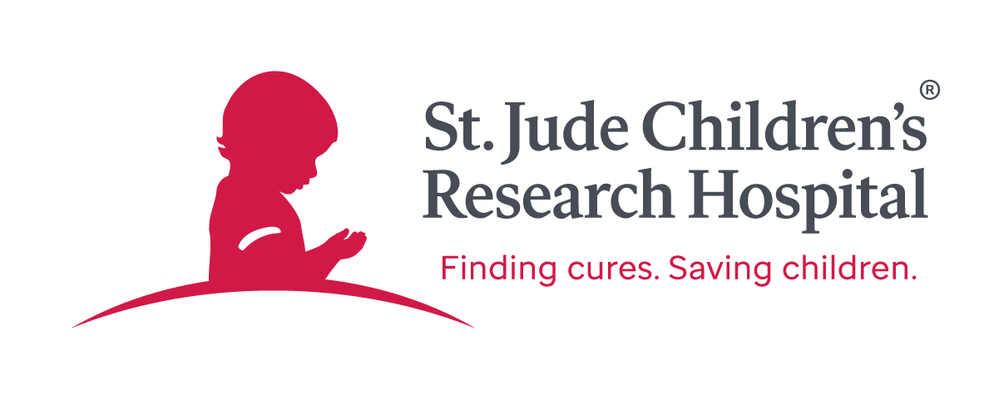 St. Jude Children’s®
Research Hospital
Finding cures. Saving children.